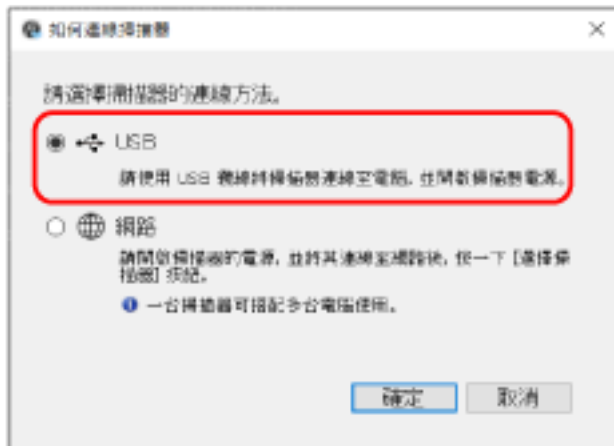 如何連線掃描器
請選擇掃描器的連線方法。
USB
請使用 USB 纜線將掃描器連線至電腦, 並開啟掃描器電源。
網路
請開啟掃描器的電源, 並將其連線至網路後, 按一下 [選擇掃
描器] 按鈕。
一台掃描器可搭配多台電腦使用。
確定
取消